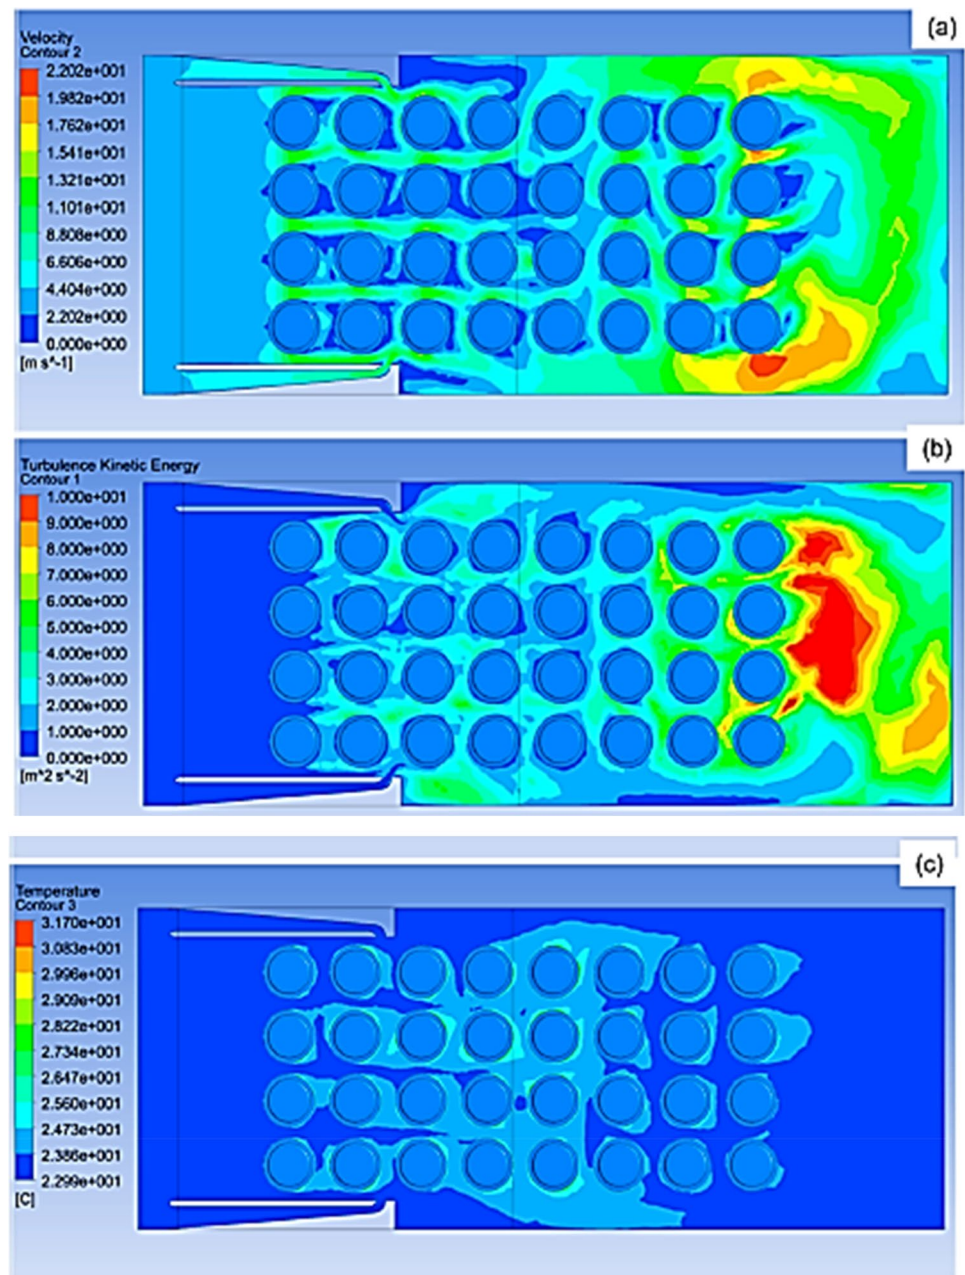 (a)
Velocity
Contour 2
2.202e+001
1.982e+001
1.762e+001
1.541e+001
1.321e+001
1.101e+001
8.808e+000
6.606e+000
4.404e+000
2.202e+000
0.000e+000
[m s^-1]
(b)
Turbulence Kinetic Energy
Contour 1
1.000e+001
9.000e+000
8.000e+000
7.000e+000
6.000e+000
5.000e+000
4.000e+000
3.000e+000
2.000e+000
1.000e+000
0.000e+000
[m^2 s^-2]
(c)
Temperature
Contour 3
3.170e+001
3.083e+001
2.996e+001
2.909e+001
2.822e+001
2.734e+001
2.647e+001
2.560e+001
2.473e+001
2.386e+001
2.299e+001
[C]